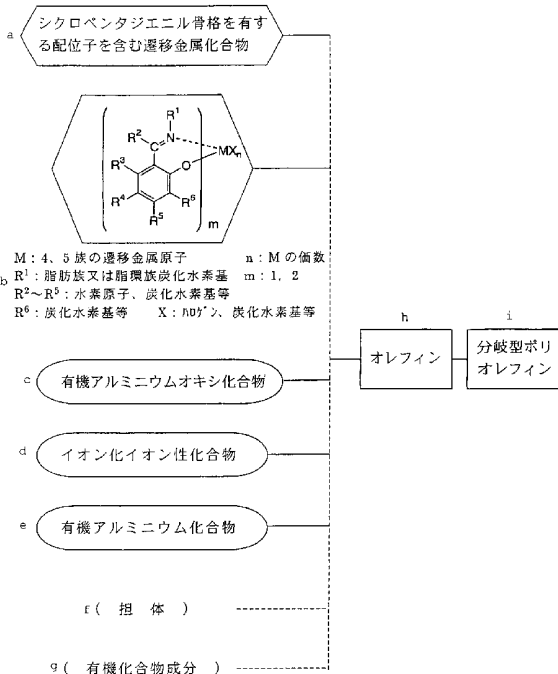 a
シクロペンタジエニル骨格を有す
る配位子を含む遷移金属化合物
R¹
R²
C
N
MXₙ
R³
O
R⁴
R⁶
R⁵
m
M：4、5族の遷移金属原子 n：Mの価数
b R¹：脂肪族又は脂環族炭化水素基 m：1、2
R²～R⁵：水素原子、炭化水素基等
R⁶：炭化水素基等 X：ﾊﾛｹﾞﾝ、炭化水素基等
h
i
オレフィン
分岐型ポリ
オレフィン
c 有機アルミニウムオキシ化合物
d イオン化イオン性化合物
e 有機アルミニウム化合物
f（ 担 体 ）
g（ 有機化合物成分 ）